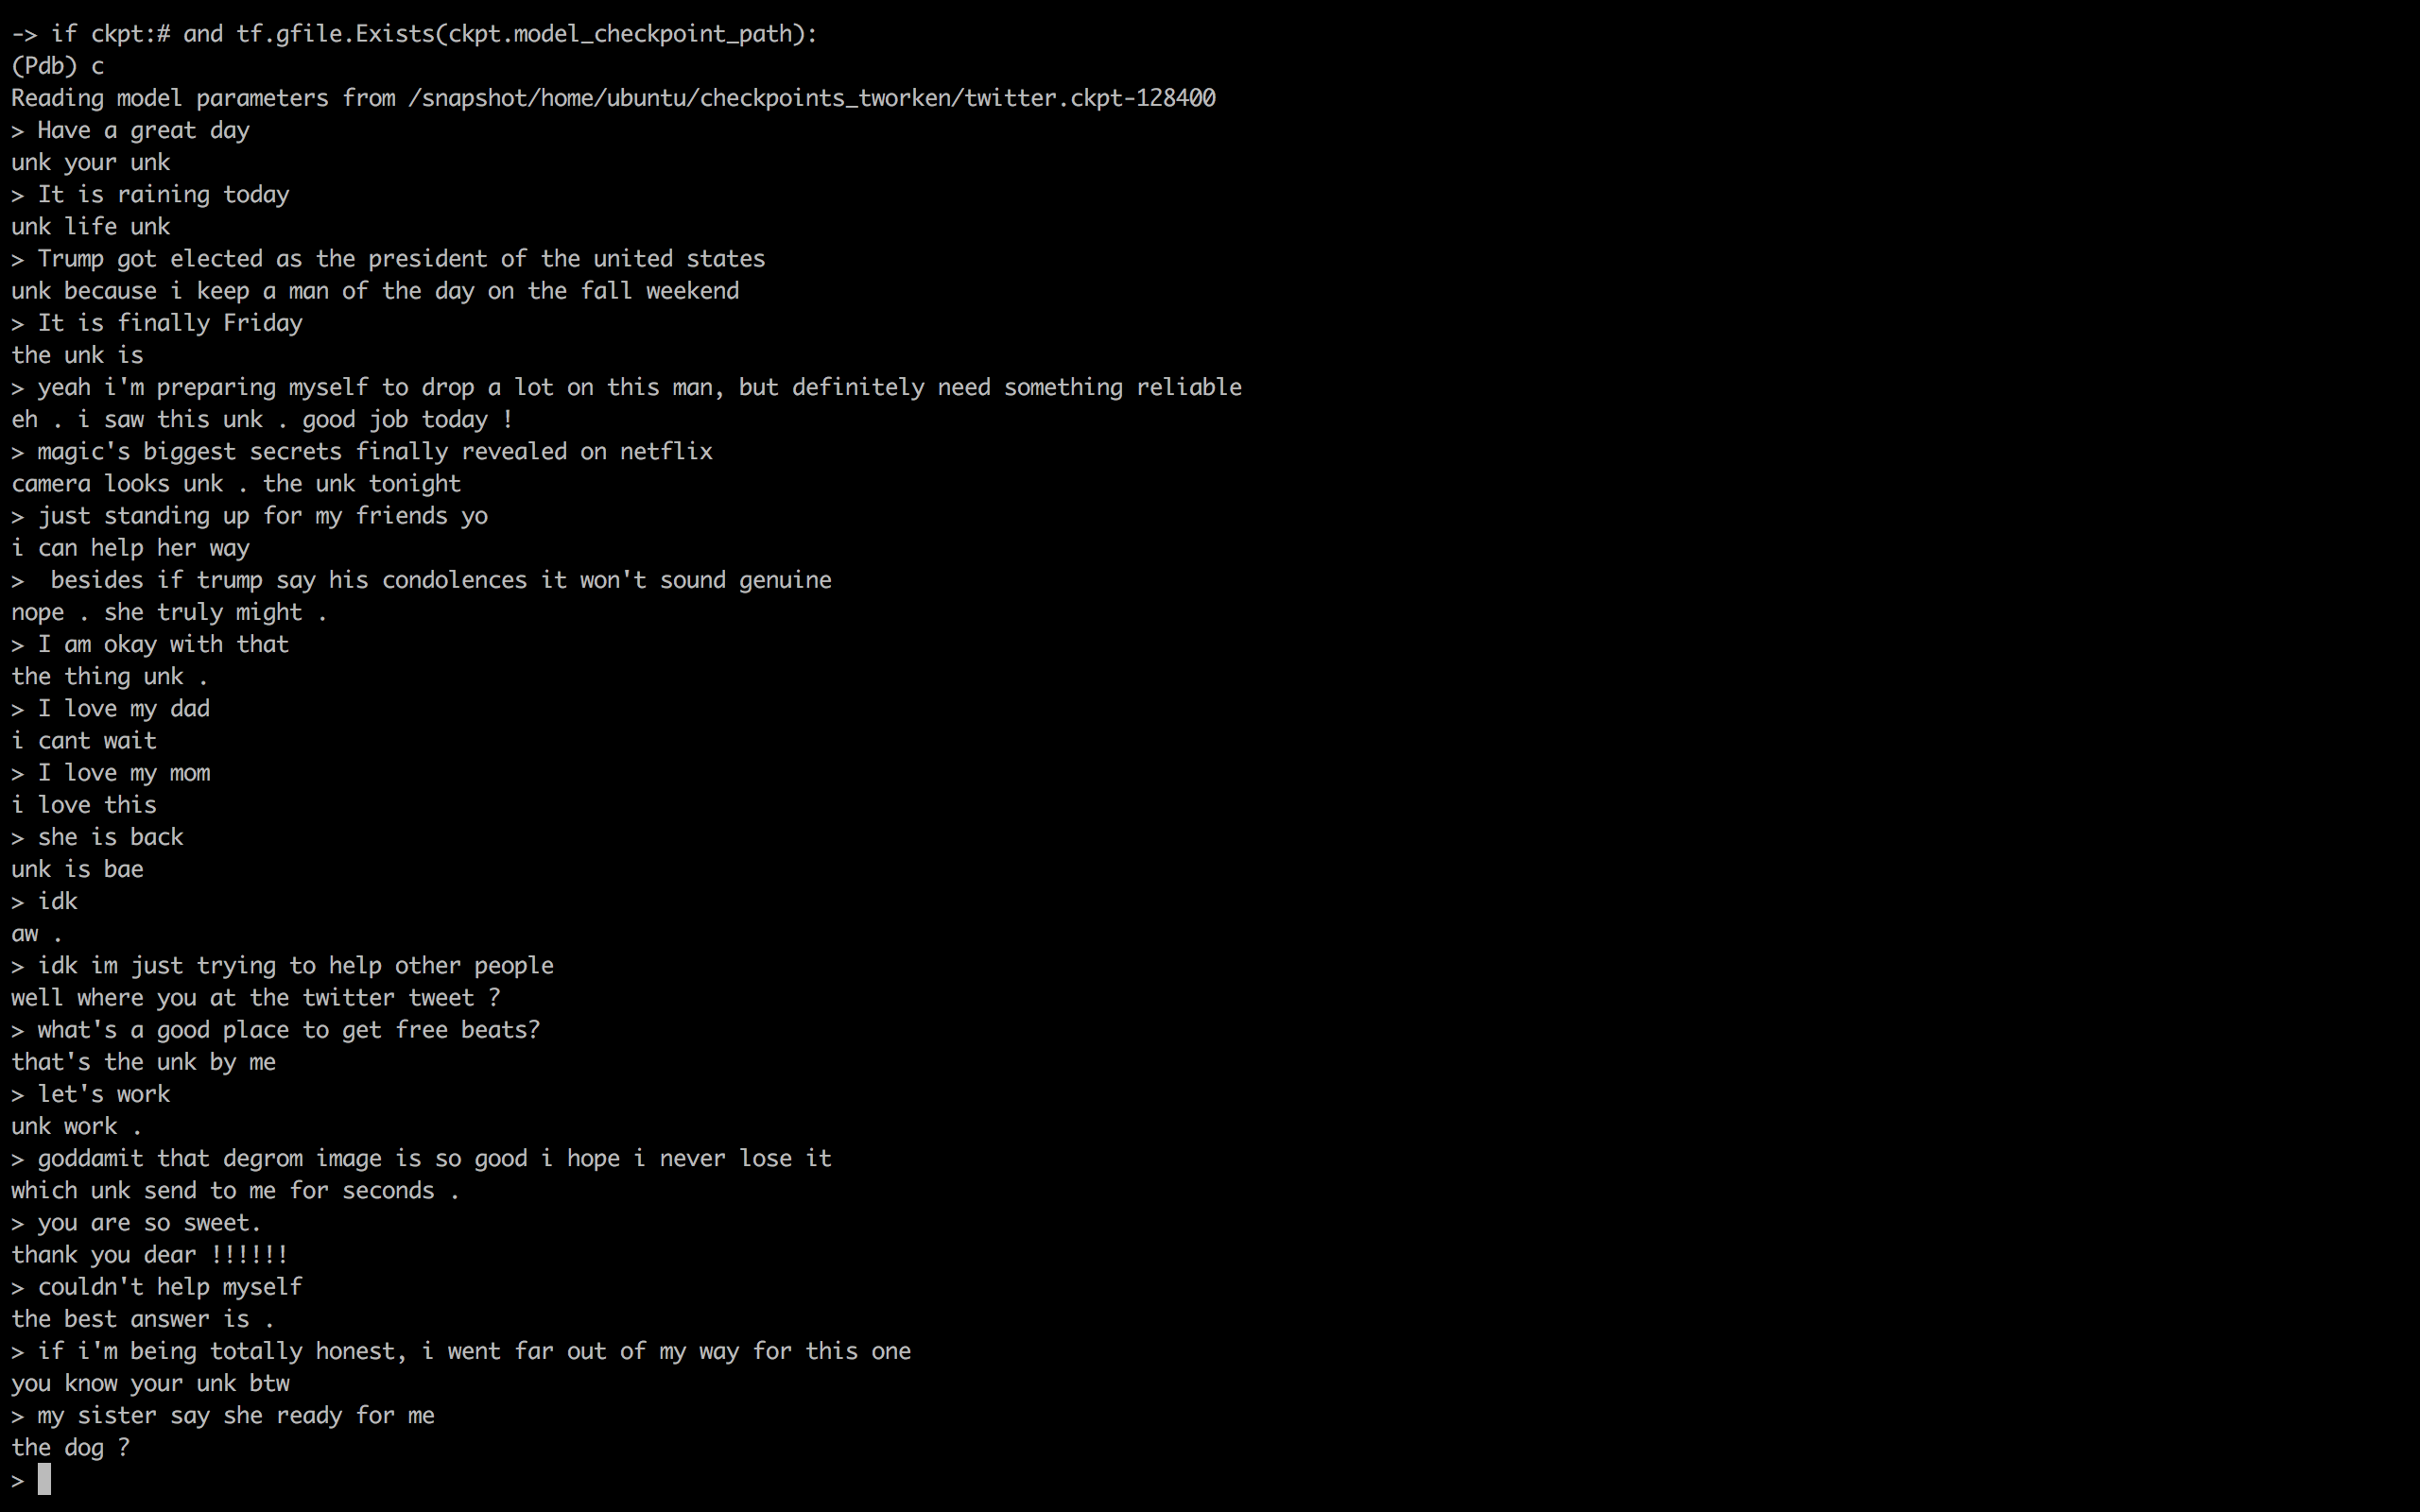 -> if ckpt:# and tf.gfile.Exists(ckpt.model_checkpoint_path):
(Pdb) c
Reading model parameters from /snapshot/home/ubuntu/checkpoints_tworken/twitter.ckpt-128400
> Have a great day
unk your unk
> It is raining today
unk life unk
> Trump got elected as the president of the united states
unk because i keep a man of the day on the fall weekend
> It is finally Friday
the unk is
> yeah i'm preparing myself to drop a lot on this man, but definitely need something reliable
eh . i saw this unk . good job today !
> magic's biggest secrets finally revealed on netflix
camera looks unk . the unk tonight
> just standing up for my friends yo
i can help her way
>  besides if trump say his condolences it won't sound genuine
nope . she truly might .
> I am okay with that
the thing unk .
> I love my dad
i cant wait
> I love my mom
i love this
> she is back
unk is bae
> idk
aw .
> idk im just trying to help other people
well where you at the twitter tweet ?
> what's a good place to get free beats?
that's the unk by me
> let's work
unk work .
> goddamit that degrom image is so good i hope i never lose it
which unk send to me for seconds .
> you are so sweet.
thank you dear !!!!!!
> couldn't help myself
the best answer is .
> if i'm being totally honest, i went far out of my way for this one
you know your unk btw
> my sister say she ready for me
the dog ?
>